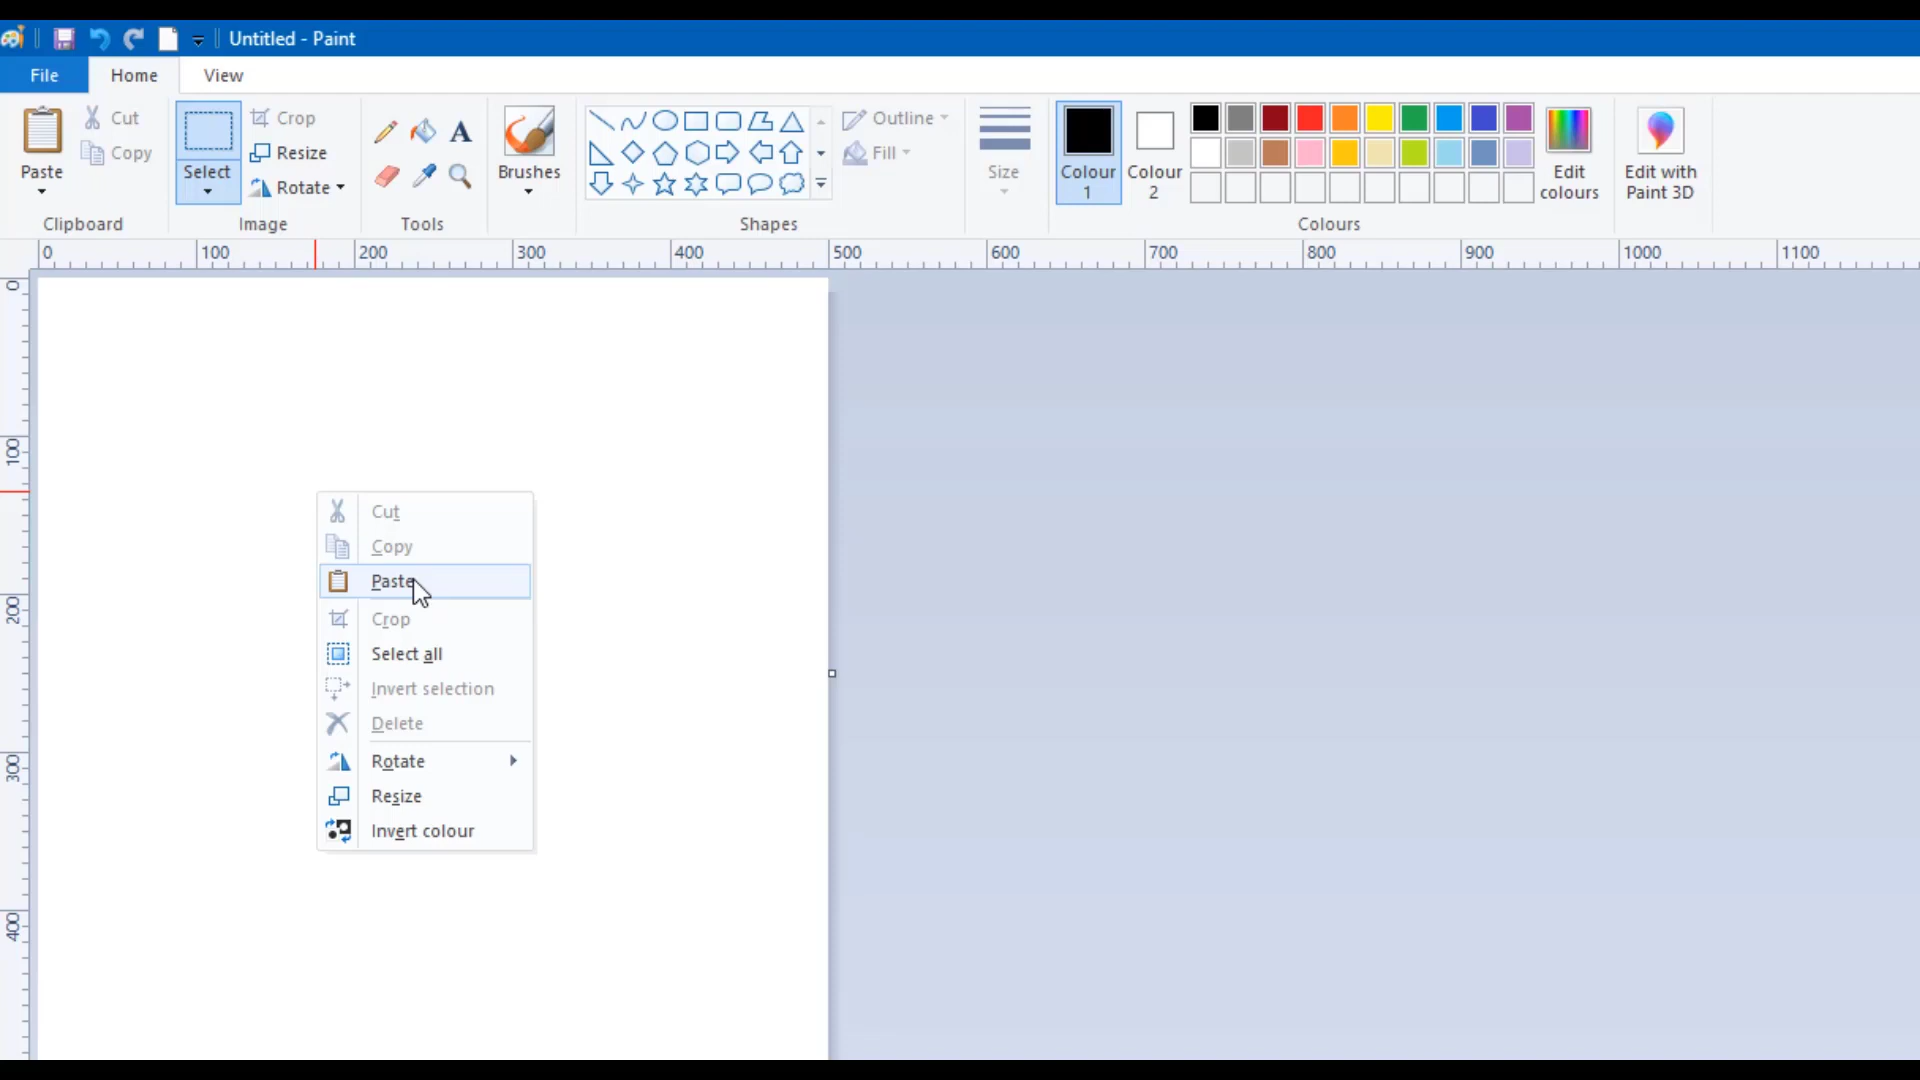 Untitled - Paint
File Home View
Paste
Cut
Copy
Clipboard
Select
Crop
Resize
Rotate
Image
A
Tools
Brushes
Shapes
Outline
Fill
Size
Colour
1
Colour
2
Edit
colours
Colours
Edit with
Paint 3D
0 100 200 300 400 500 600 700 800 900 1000 1100
0
100
200
300
400
Cut
Copy
Paste
Crop
Select all
Invert selection
Delete
Rotate
Resize
Invert colour